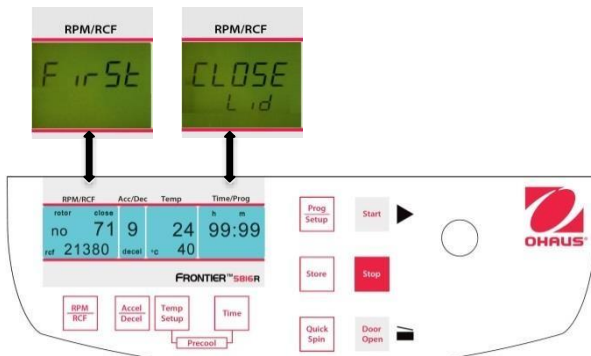 RPM/RCF
FirSt
RPM/RCF
CLOSE
Lid
RPM/RCF Acc/Dec Temp Time/Prog
rotor close h m
no 71 9 24 99:99
rcf 21380 decel °C 40
FRONTIER™ 5816R
RPM
RCF
Accel
Decel
Temp
Setup
Time
Precool
Prog
Setup
Start
Store
Stop
Quick
Spin
Door
Open
OHAUS®